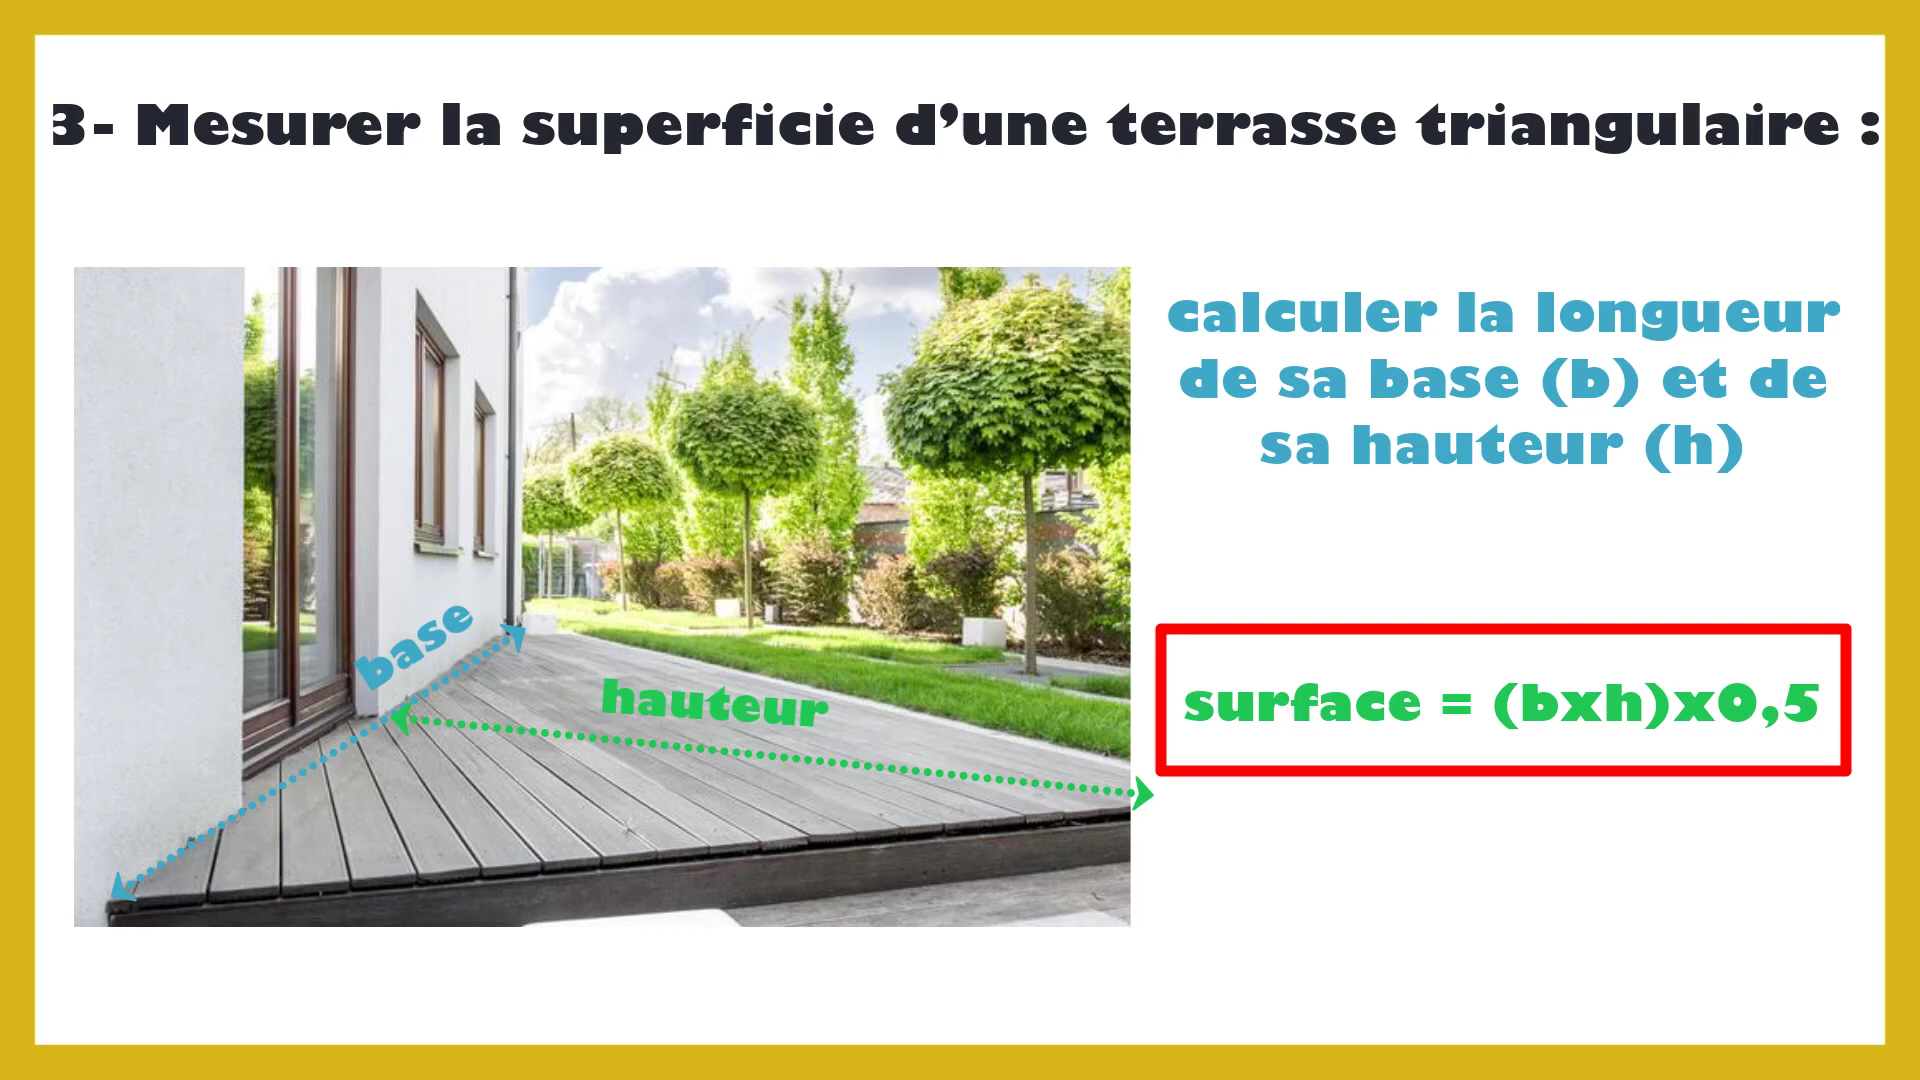 3- Mesurer la superficie d’une terrasse triangulaire :
calculer la longueur
de sa base (b) et de
sa hauteur (h)
base
hauteur
surface = (bxh)x0,5